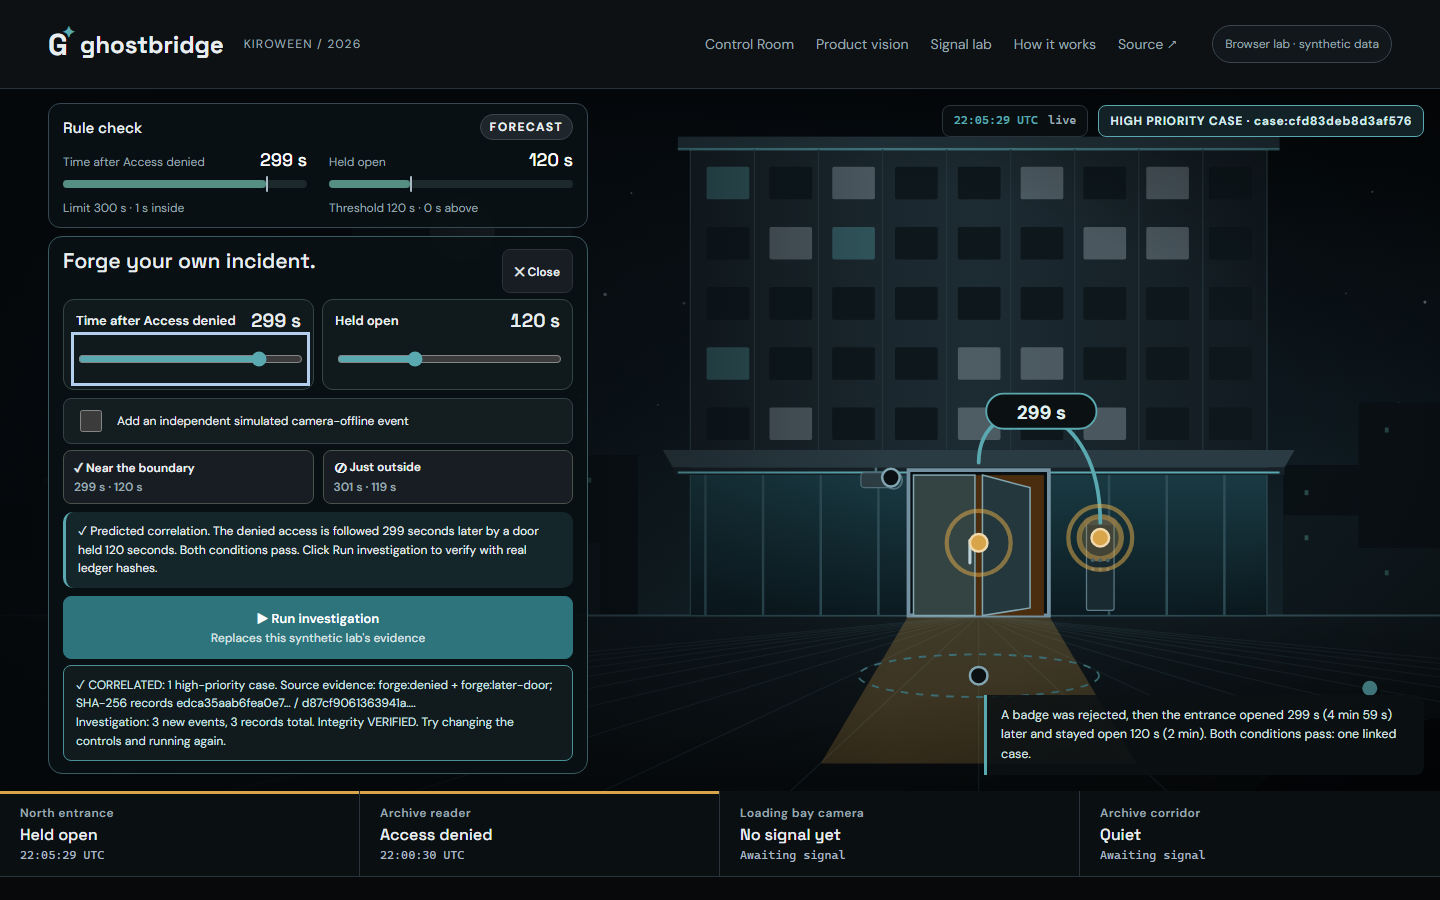 ghostbridge
KIROWEEN / 2026
Control Room
Product vision
Signal lab
How it works
Source ↗
Browser lab · synthetic data
Rule check
FORECAST
Time after Access denied 299 s
Held open 120 s
Limit 300 s · 1 s inside
Threshold 120 s · 0 s above
22:05:29 UTC live
HIGH PRIORITY CASE · case:cfd83deb8d3af576
Forge your own incident.
✕ Close
Time after Access denied 299 s
Held open 120 s
Add an independent simulated camera-offline event
✓ Near the boundary
299 s · 120 s
⊘ Just outside
301 s · 119 s
✓ Predicted correlation. The denied access is followed 299 seconds later by a door
held 120 seconds. Both conditions pass. Click Run investigation to verify with real
ledger hashes.
▶ Run investigation
Replaces this synthetic lab's evidence
✓ CORRELATED: 1 high-priority case. Source evidence: forge:denied + forge:later-door;
SHA-256 records edca35aab6fea0e7… / d87cf9061363941a….
Investigation: 3 new events, 3 records total. Integrity VERIFIED. Try changing the
controls and running again.
299 s
A badge was rejected, then the entrance opened 299 s (4 min 59 s)
later and stayed open 120 s (2 min). Both conditions pass: one linked
case.
North entrance
Held open
22:05:29 UTC
Archive reader
Access denied
22:00:30 UTC
Loading bay camera
No signal yet
Awaiting signal
Archive corridor
Quiet
Awaiting signal